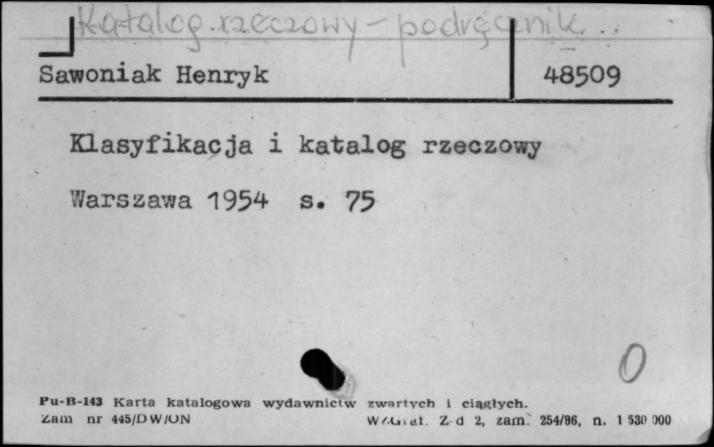 Katalog rzeczowy - podręcznik
Sawoniak Henryk 48509
Klasyfikacja i katalog rzeczowy
Warszawa 1954 s. 75
0
Pu-B-143 Karta katalogowa wydawnictw zwartych i ciągłych.
Zam nr 445/DW/ON Z-d 2, zam. 254/86, n. 1 530 000